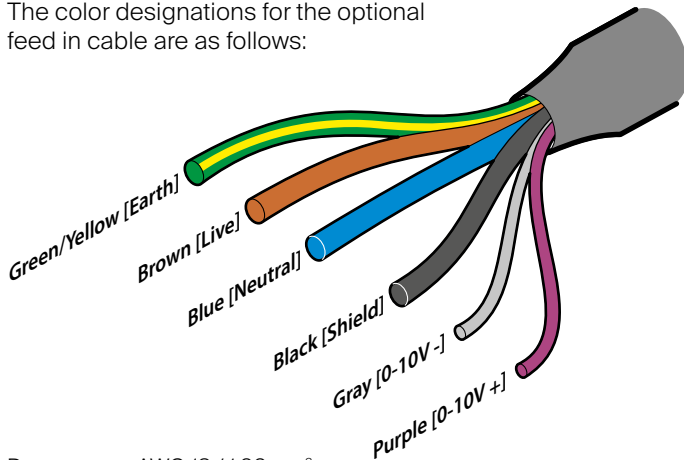 The color designations for the optional
feed in cable are as follows:
Green/Yellow [Earth]
Brown [Live]
Blue [Neutral]
Black [Shield]
Gray [0-10V -]
Purple [0-10V +]